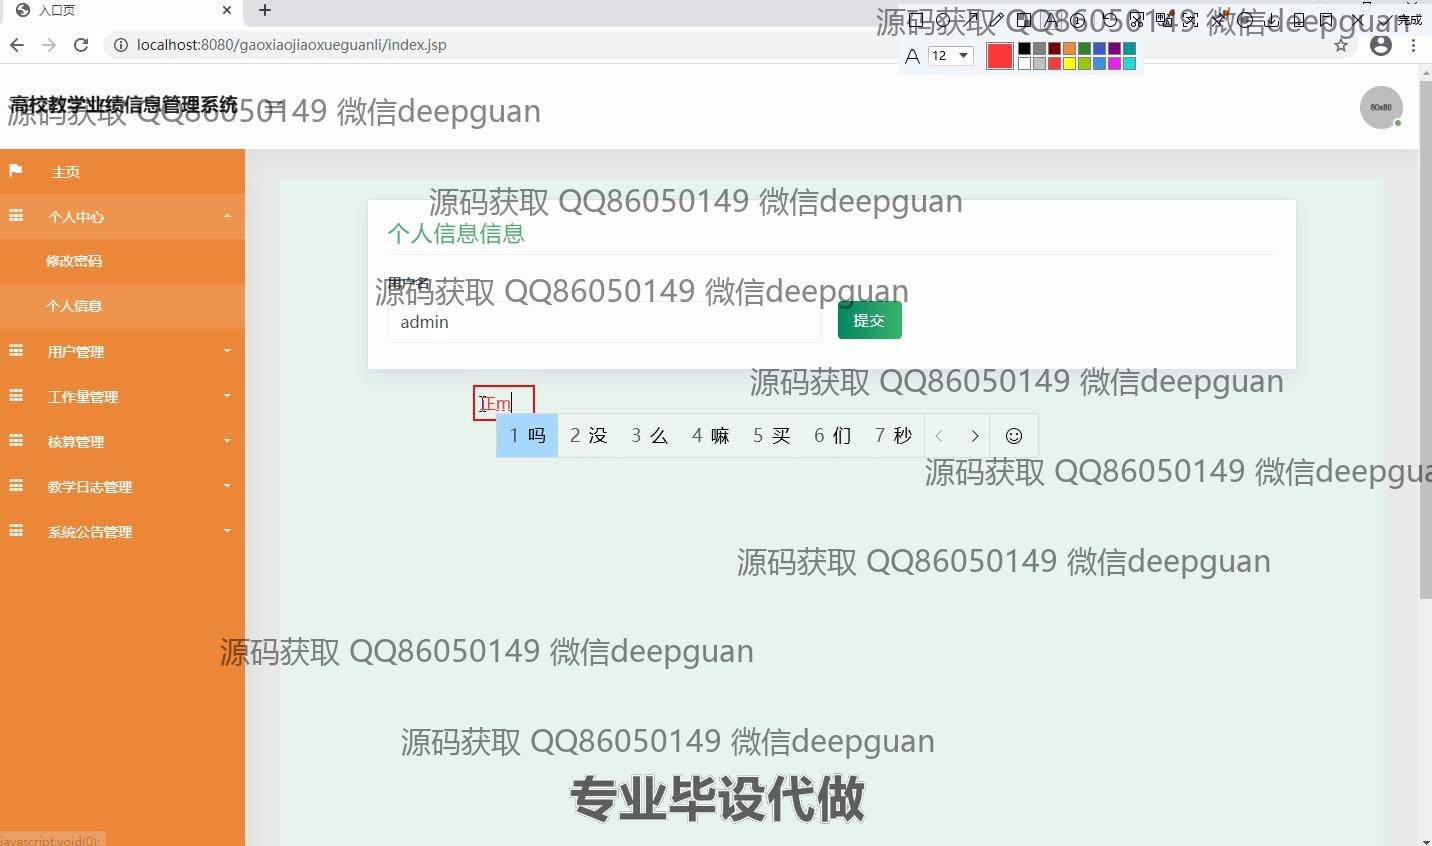 入口页
源码获取 QQ86050149 微信deepguan
完成
localhost:8080/gaoxiaojiaoxueguanli/index.jsp
A 12
高校教学业绩信息管理系统
源码获取 QQ86050149 微信deepguan
80x80
主页
个人中心
修改密码
个人信息
用户管理
工作量管理
核算管理
教学日志管理
系统公告管理
源码获取 QQ86050149 微信deepguan
个人信息信息
用户名
源码获取 QQ86050149 微信deepguan
admin
提交
源码获取 QQ86050149 微信deepguan
Em
1 吗 2 没 3 么 4 嘛 5 买 6 们 7 秒
源码获取 QQ86050149 微信deepgua
源码获取 QQ86050149 微信deepguan
源码获取 QQ86050149 微信deepguan
源码获取 QQ86050149 微信deepguan
专业毕设代做
javascript:void(0);